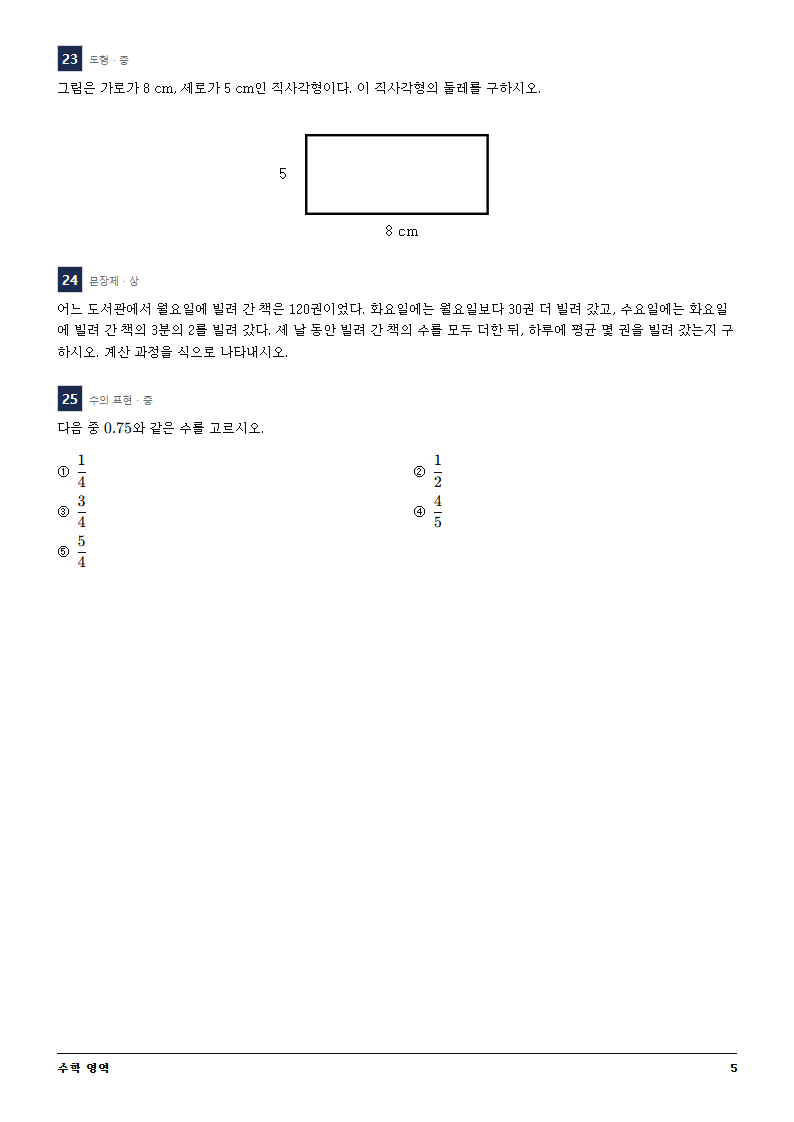 23 도형 · 중
그림은 가로가 8 cm, 세로가 5 cm인 직사각형이다. 이 직사각형의 둘레를 구하시오.
5
8 cm
24 문장제 · 상
어느 도서관에서 월요일에 빌려 간 책은 120권이었다. 화요일에는 월요일보다 30권 더 빌려 갔고, 수요일에는 화요일
에 빌려 간 책의 3분의 2를 빌려 갔다. 세 날 동안 빌려 간 책의 수를 모두 더한 뒤, 하루에 평균 몇 권을 빌려 갔는지 구
하시오. 계산 과정을 식으로 나타내시오.
25 수의 표현 · 중
다음 중 0.75와 같은 수를 고르시오.
① 1/4 ② 1/2
③ 3/4 ④ 4/5
⑤ 5/4
수학 영역 5